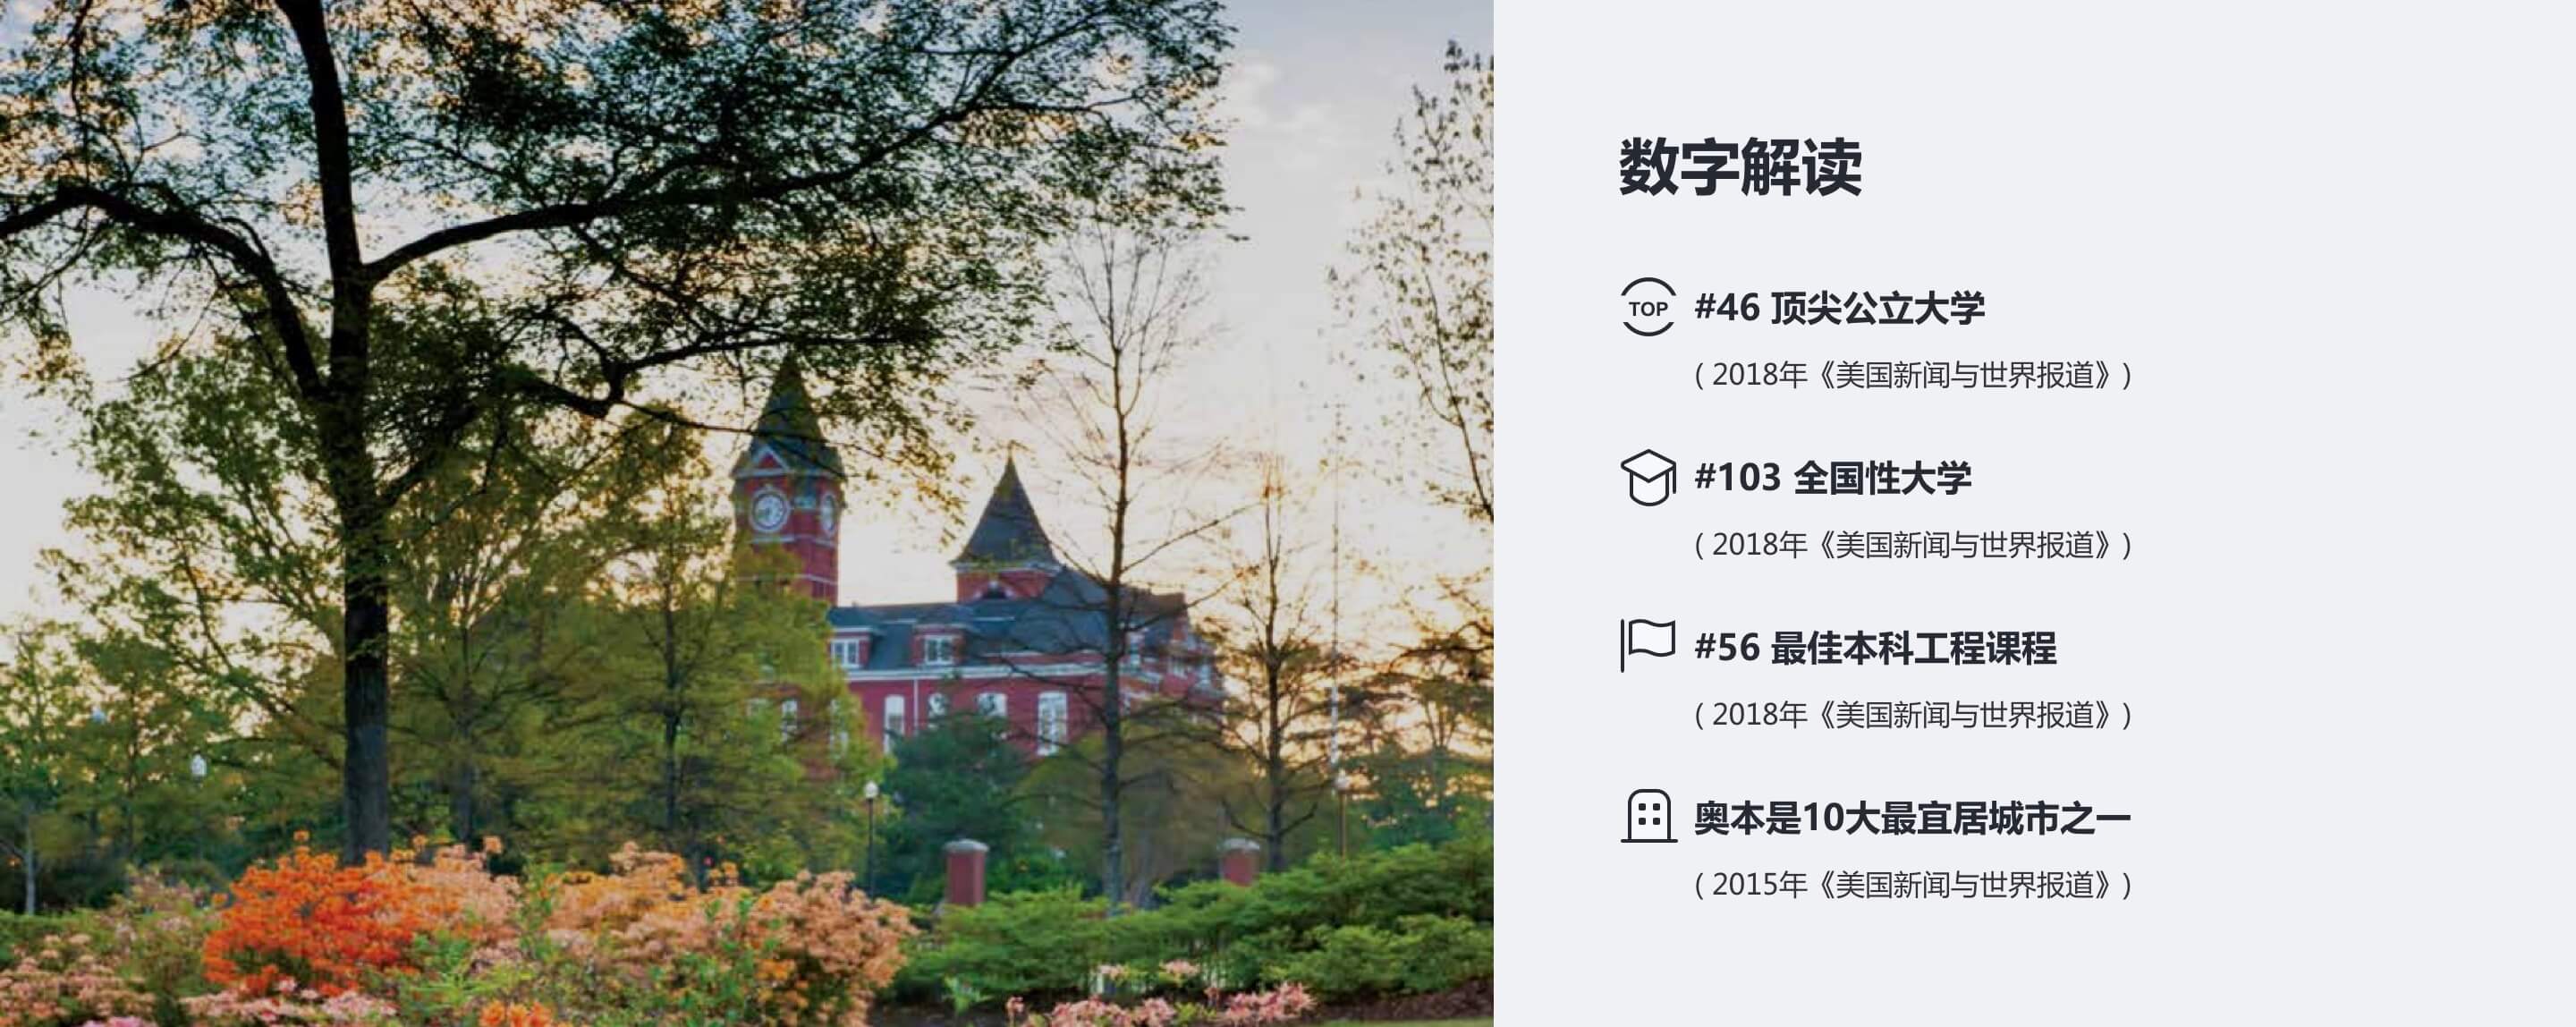 数字解读
TOP #46 顶尖公立大学
( 2018年《美国新闻与世界报道》)
#103 全国性大学
( 2018年《美国新闻与世界报道》)
#56 最佳本科工程课程
( 2018年《美国新闻与世界报道》)
奥本是10大最宜居城市之一
( 2015年《美国新闻与世界报道》)